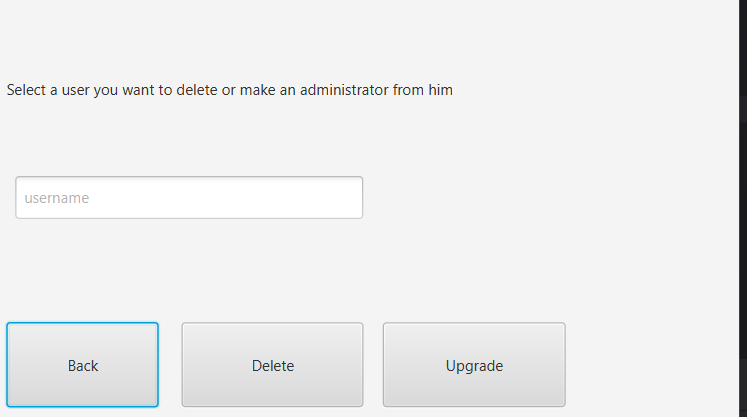 Select a user you want to delete or make an administrator from him
username
Back Delete Upgrade